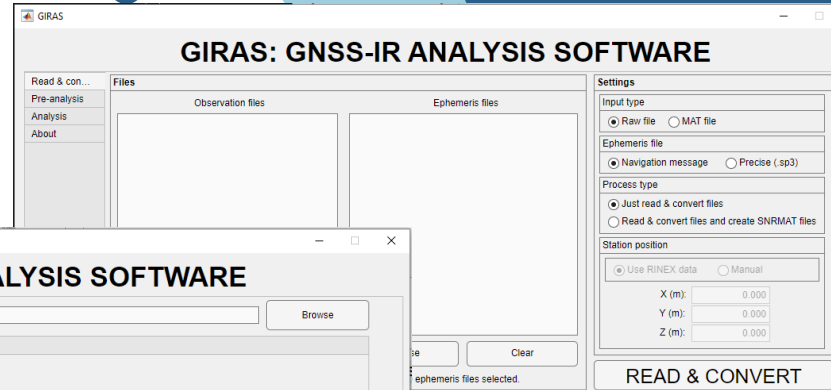 GIRAS
GIRAS: GNSS-IR ANALYSIS SOFTWARE
Read & con...
Pre-analysis
Analysis
About
Files
Observation files
Ephemeris files
Settings
Input type
Raw file MAT file
Ephemeris file
Navigation message Precise (.sp3)
Process type
Just read & convert files
Read & convert files and create SNRMAT files
Station position
Use RINEX data Manual
X (m): 0.000
Y (m): 0.000
Z (m): 0.000
READ & CONVERT
Clear
ephemeris files selected.
ALYSIS SOFTWARE
Browse